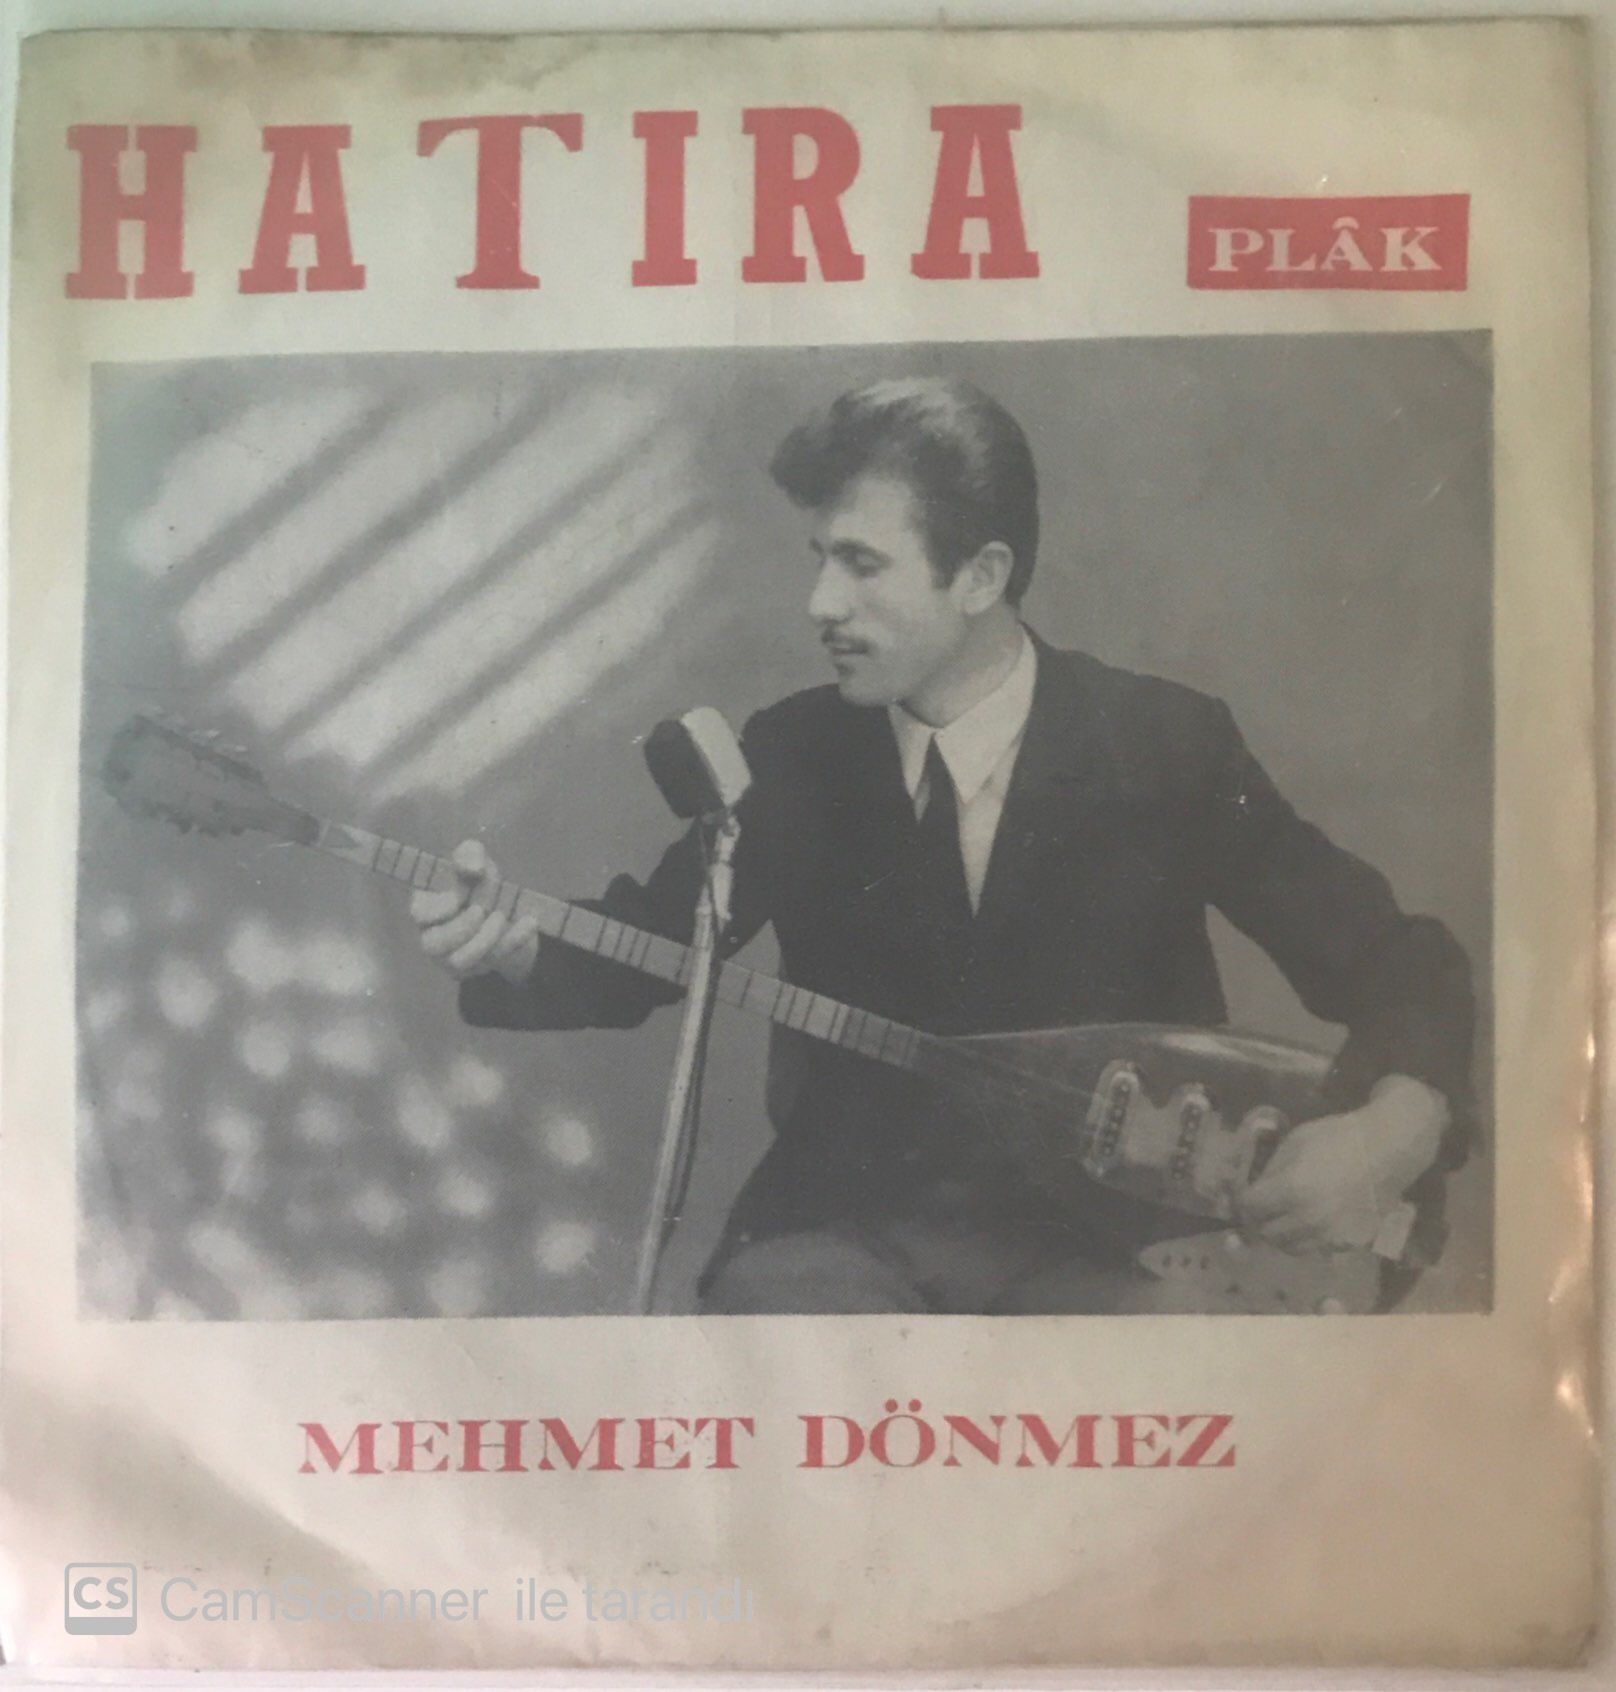 HATIRA
PLÂK
MEHMET DÖNMEZ
CS CamScanner ile tarandı